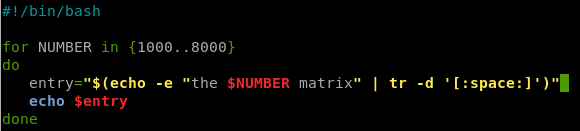 #!/bin/bash
for NUMBER in {1000..8000}
do
entry="$(echo -e "the $NUMBER matrix" | tr -d '[:space:]')"
echo $entry
done